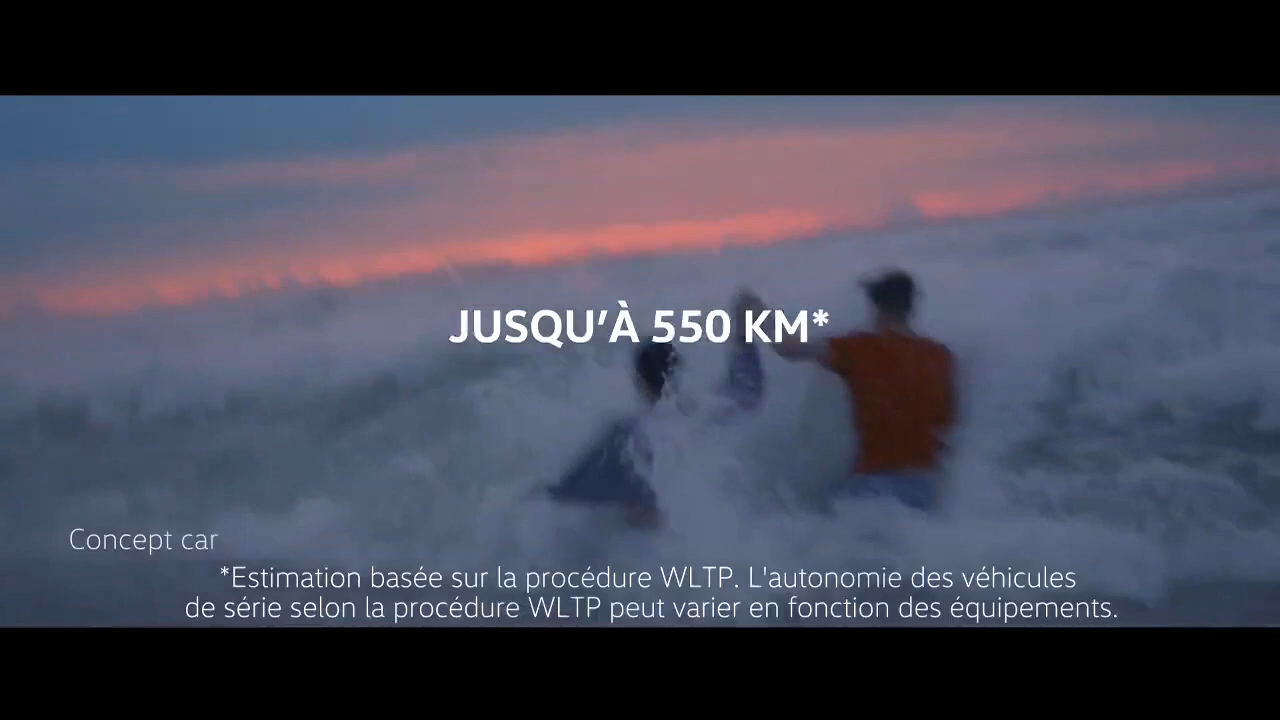 JUSQU’À 550 KM*
Concept car
*Estimation basée sur la procédure WLTP. L'autonomie des véhicules
de série selon la procédure WLTP peut varier en fonction des équipements.